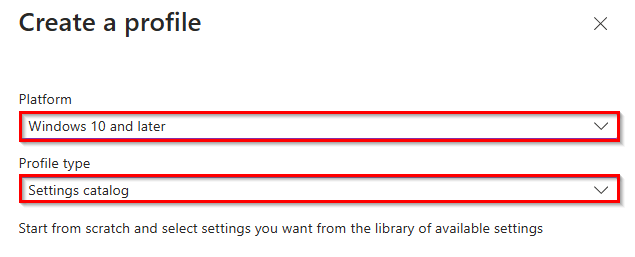 Create a profile
Platform
Windows 10 and later
Profile type
Settings catalog
Start from scratch and select settings you want from the library of available settings